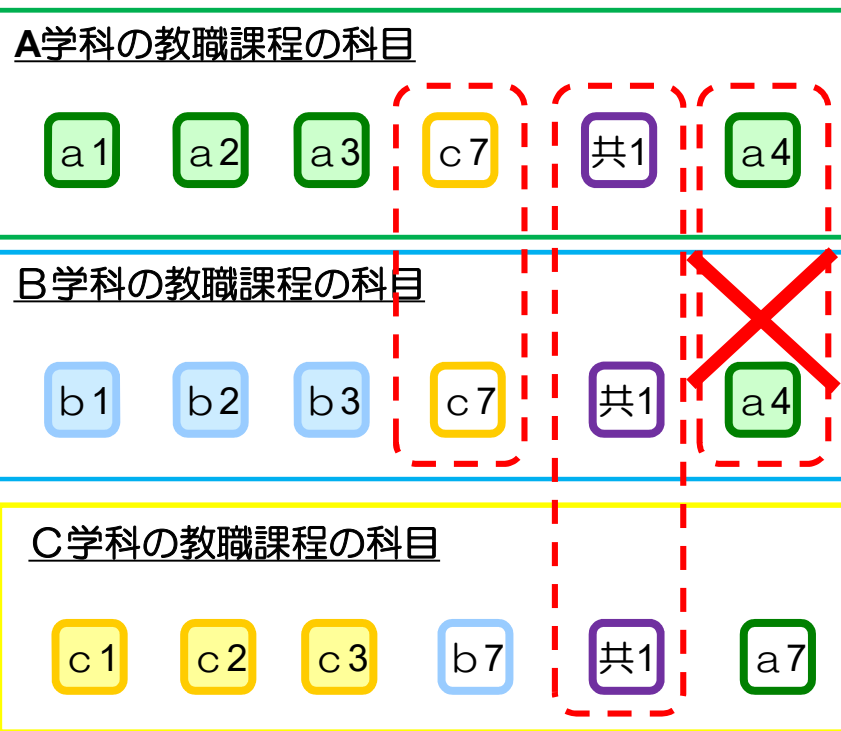 A学科の教職課程の科目
ａ1 ａ2 ａ3 ｃ7 共1 ａ4
Ｂ学科の教職課程の科目
ｂ1 ｂ2 ｂ3 ｃ7 共1 ａ4
Ｃ学科の教職課程の科目
ｃ1 ｃ2 ｃ3 ｂ7 共1 ａ7